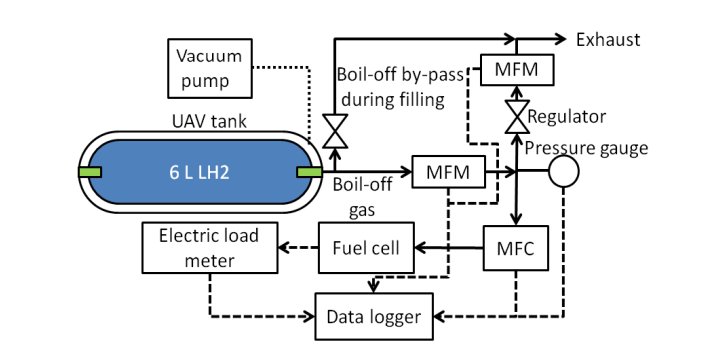 Exhaust
Vacuum
pump
MFM
Boil-off by-pass
during filling
Regulator
UAV tank
Pressure gauge
6 L LH2
MFM
Boil-off
gas
Electric load
meter
Fuel cell
MFC
Data logger